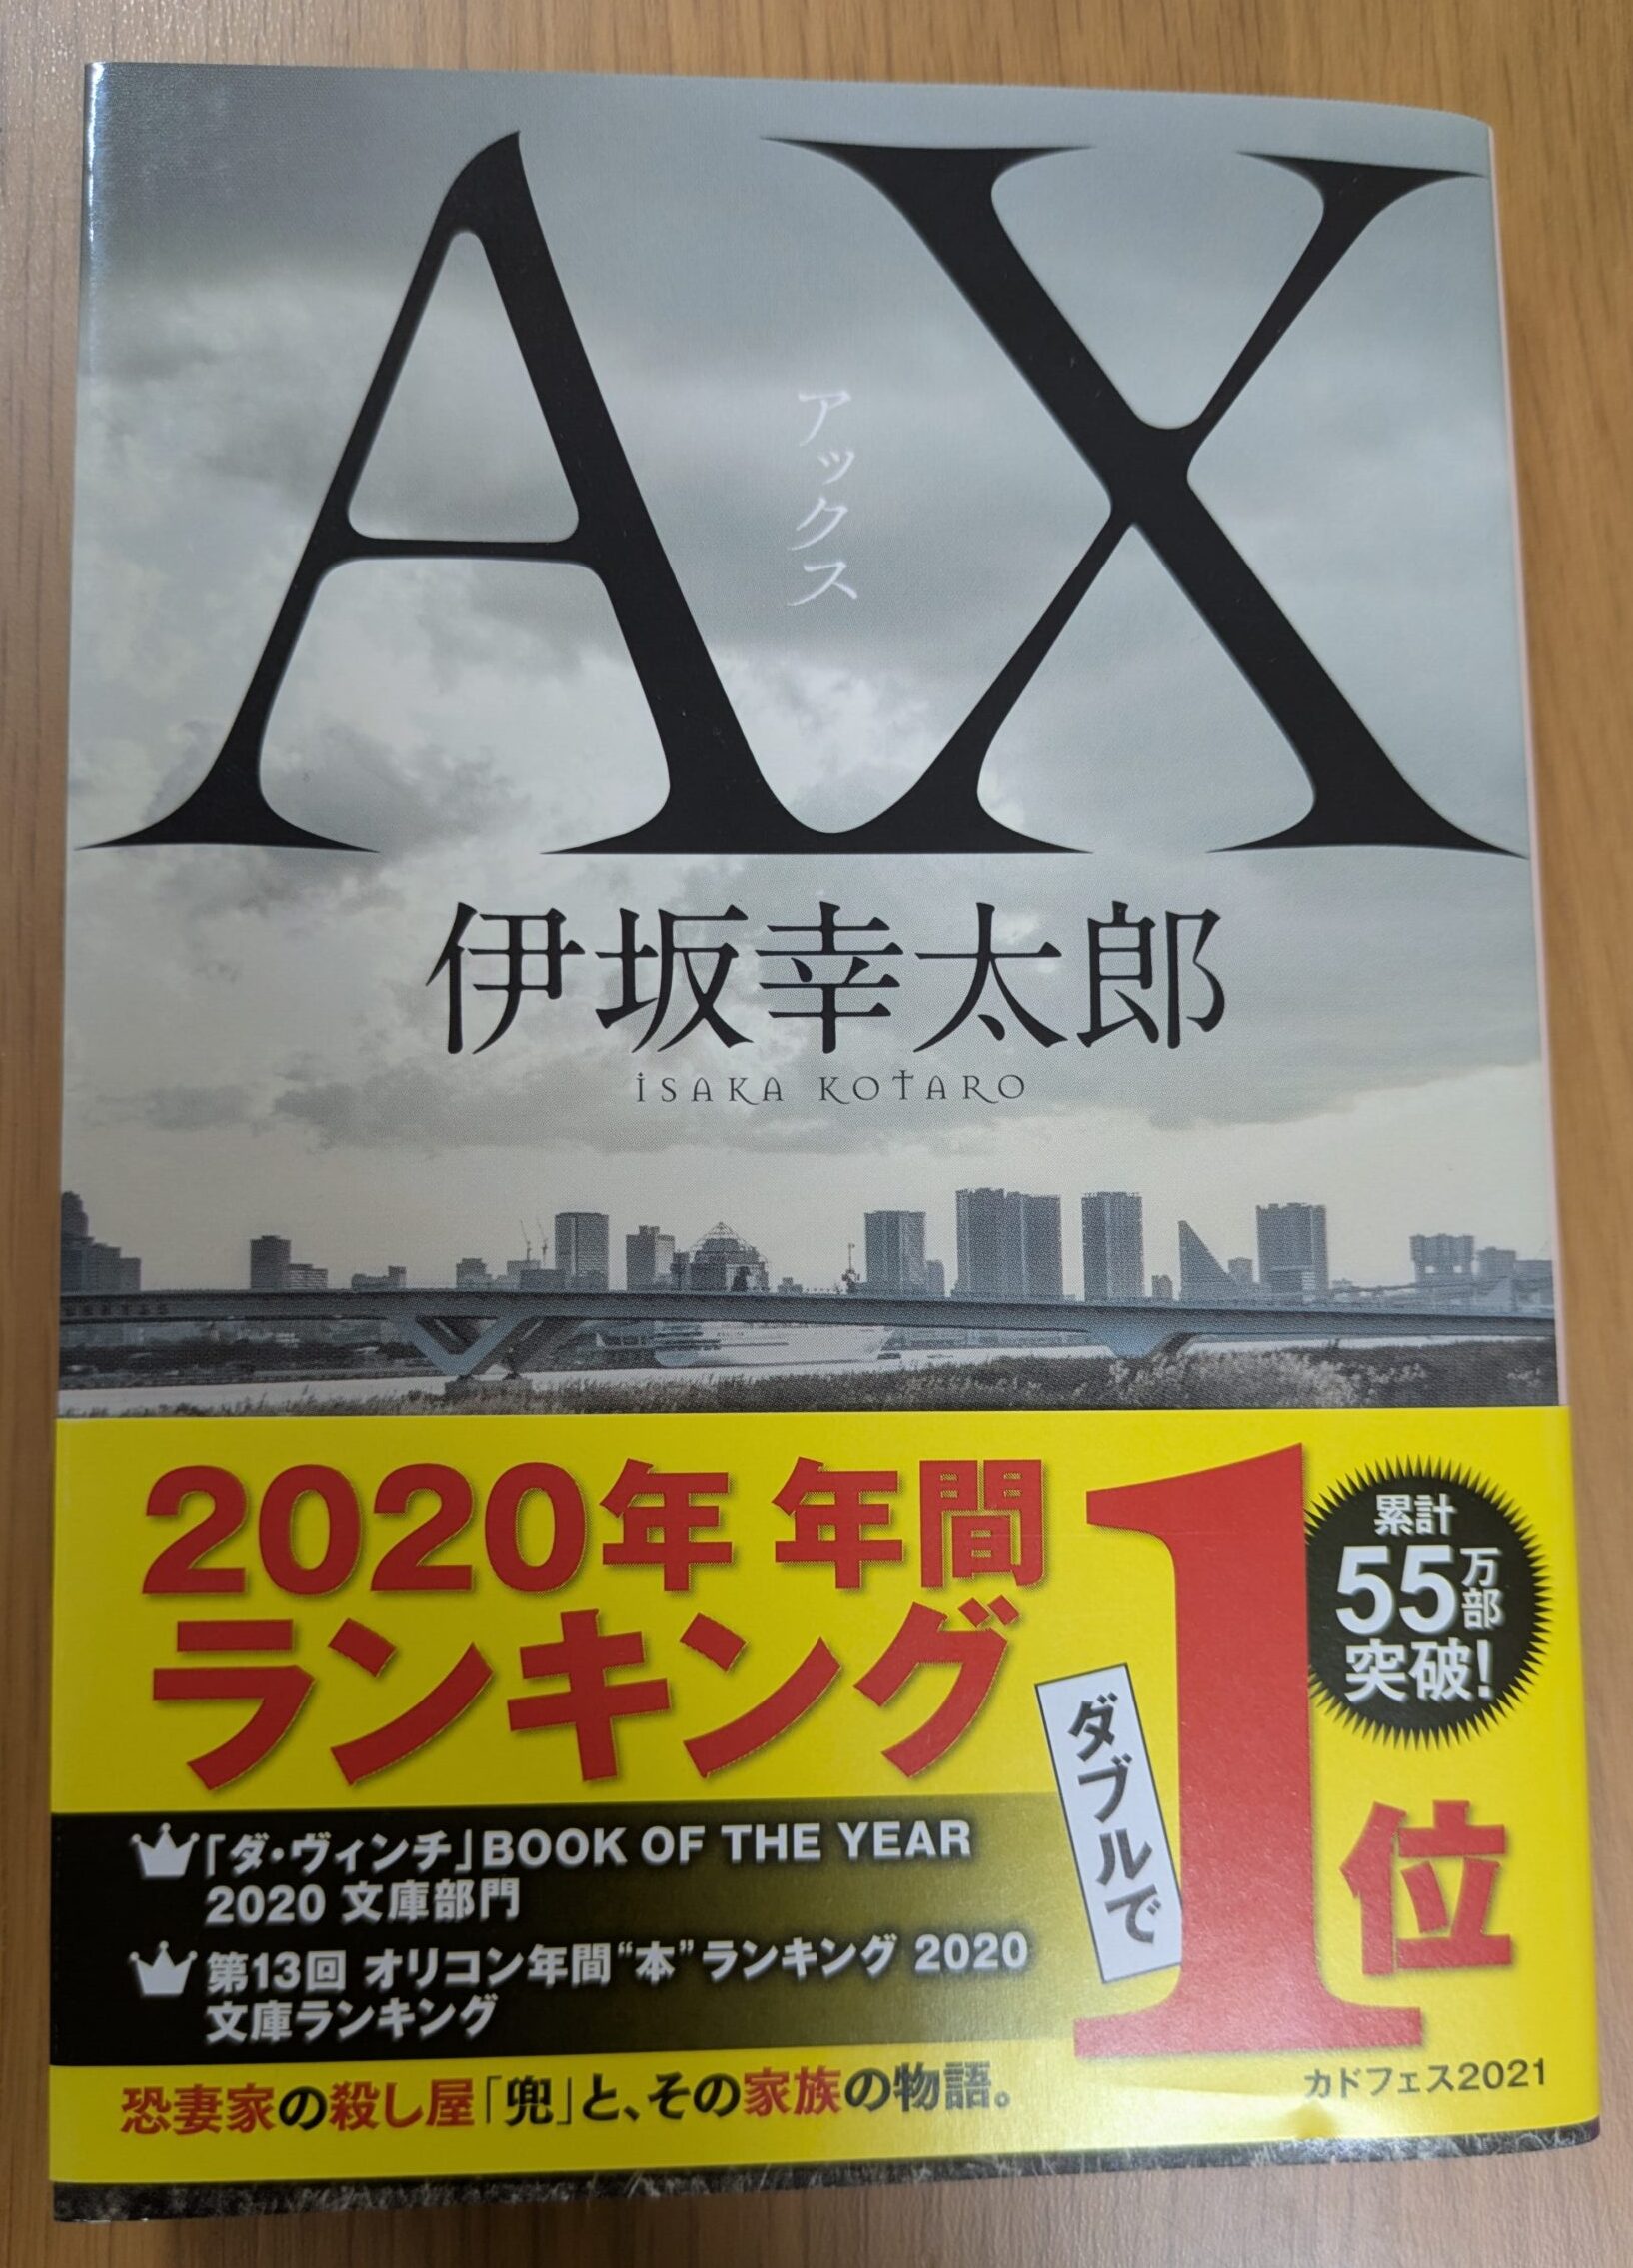 AX
アックス
伊坂幸太郎
ISAKA KOTARO
2020年 年間
ランキング
ダブルで
1位
累計
55万部
突破!
「ダ・ヴィンチ」BOOK OF THE YEAR
2020 文庫部門
第13回 オリコン年間“本”ランキング 2020
文庫ランキング
恐妻家の殺し屋「兜」と、その家族の物語。
カドフェス2021